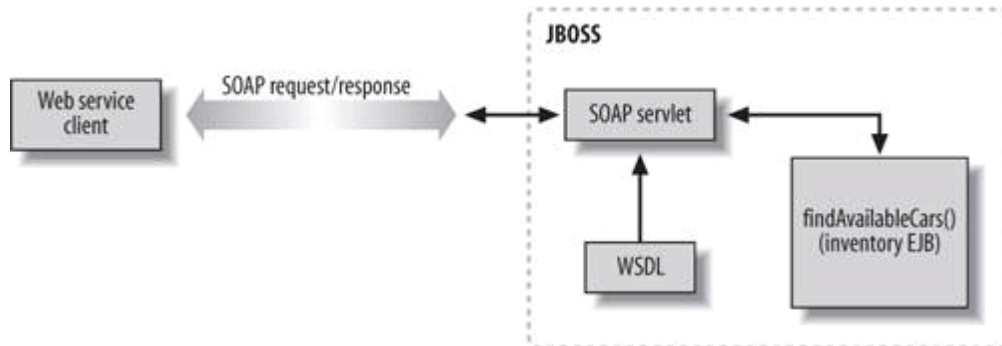 JBOSS
SOAP request/response
Web service
client
SOAP servlet
findAvailableCars()
(inventory EJB)
WSDL